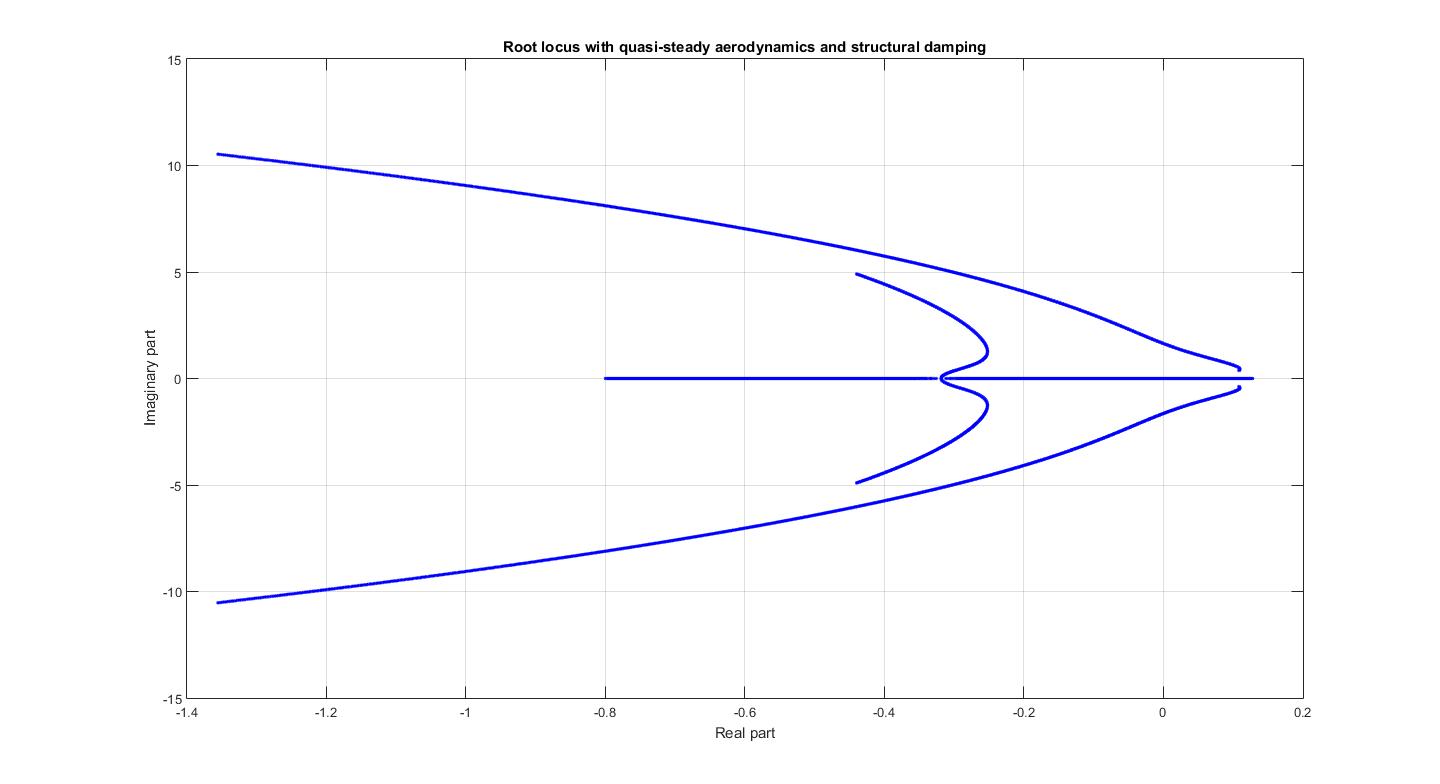 Root locus with quasi-steady aerodynamics and structural damping
15
10
5
0
-5
-10
-15
Imaginary part
-1.4 -1.2 -1 -0.8 -0.6 -0.4 -0.2 0 0.2
Real part